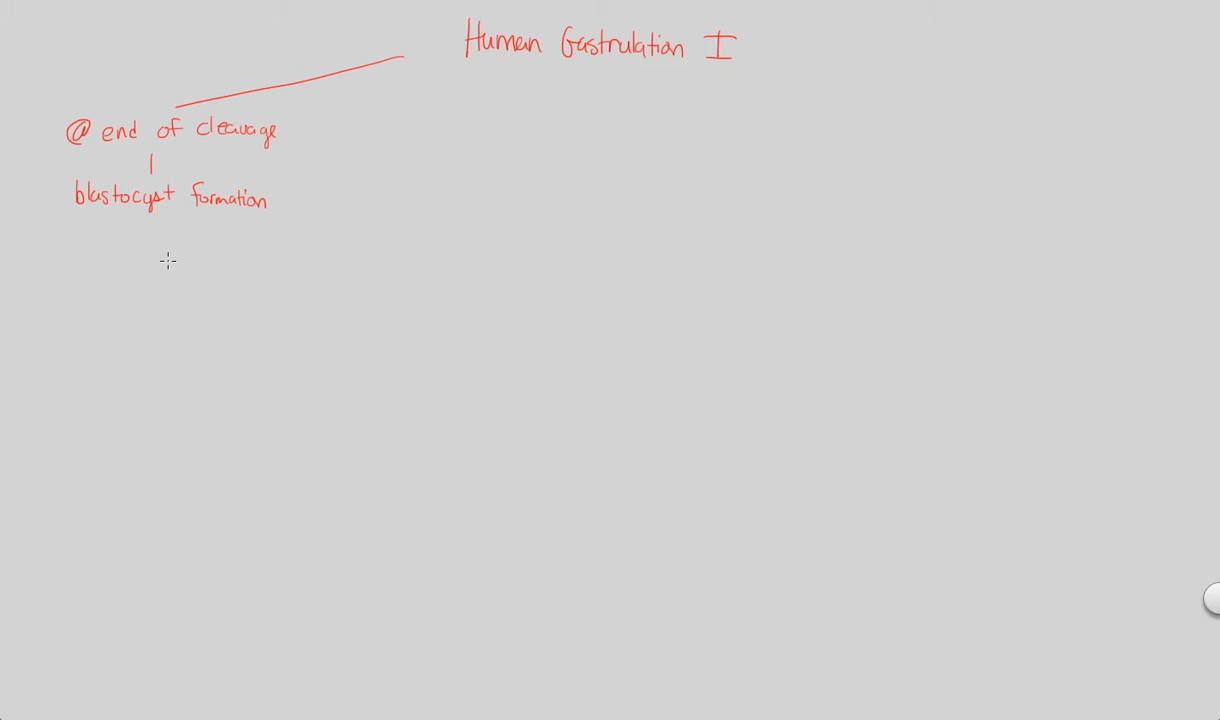 Human Gastrulation I
@ end of cleavage
blastocyst formation